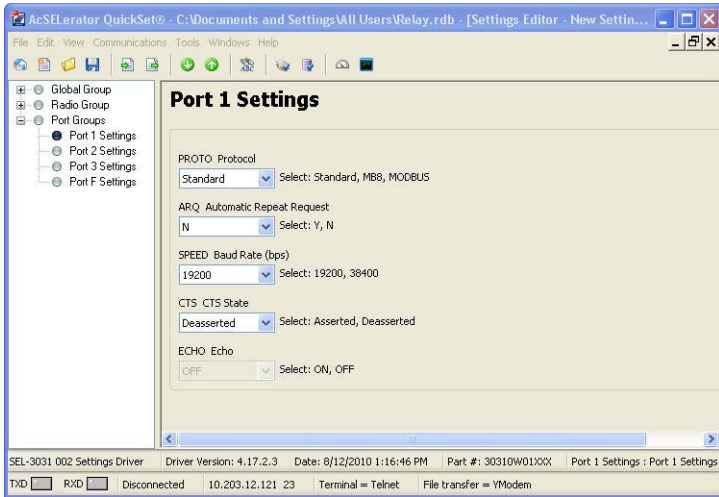 AcSELerator QuickSet® - C:\Documents and Settings\All Users\Relay.rdb - [Settings Editor - New Settin...
File Edit View Communications Tools Windows Help
Global Group
Radio Group
Port Groups
Port 1 Settings
Port 2 Settings
Port 3 Settings
Port F Settings
Port 1 Settings
PROTO Protocol
Standard Select: Standard, MB8, MODBUS
ARQ Automatic Repeat Request
N Select: Y, N
SPEED Baud Rate (bps)
19200 Select: 19200, 38400
CTS CTS State
Deasserted Select: Asserted, Deasserted
ECHO Echo
OFF Select: ON, OFF
SEL-3031 002 Settings Driver Driver Version: 4.17.2.3 Date: 8/12/2010 1:16:46 PM Part #: 30310W01XXX Port 1 Settings : Port 1 Settings
TXD RXD Disconnected 10.203.12.121 23 Terminal = Telnet File transfer = YModem